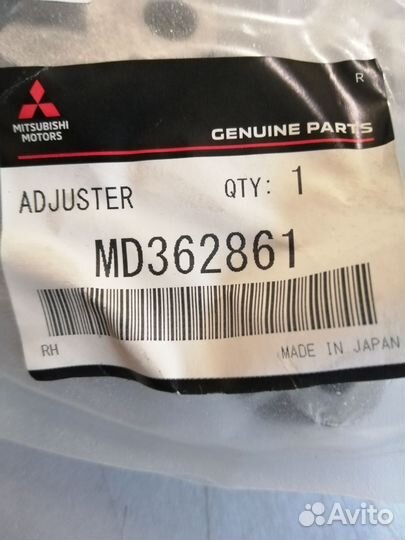 R
MITSUBISHI
MOTORS
GENUINE PARTS
ADJUSTER QTY: 1
MD362861
RH MADE IN JAPAN
Avito